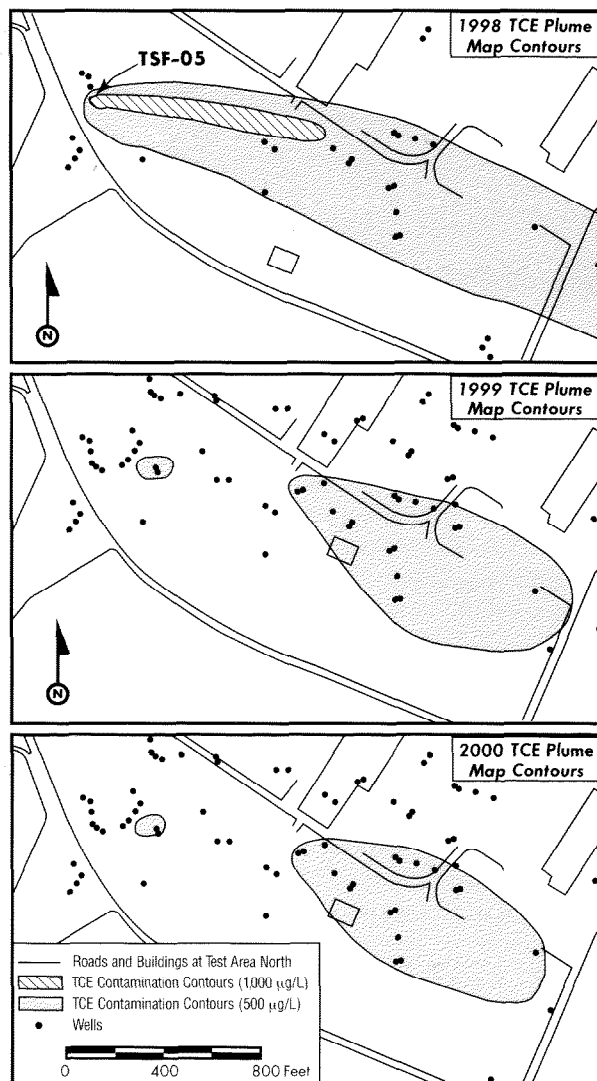 1998 TCE Plume
Map Contours
TSF-05
N
1999 TCE Plume
Map Contours
N
2000 TCE Plume
Map Contours
Roads and Buildings at Test Area North
TCE Contamination Contours (1,000 µg/L)
TCE Contamination Contours (500 µg/L)
Wells
0 400 800 Feet